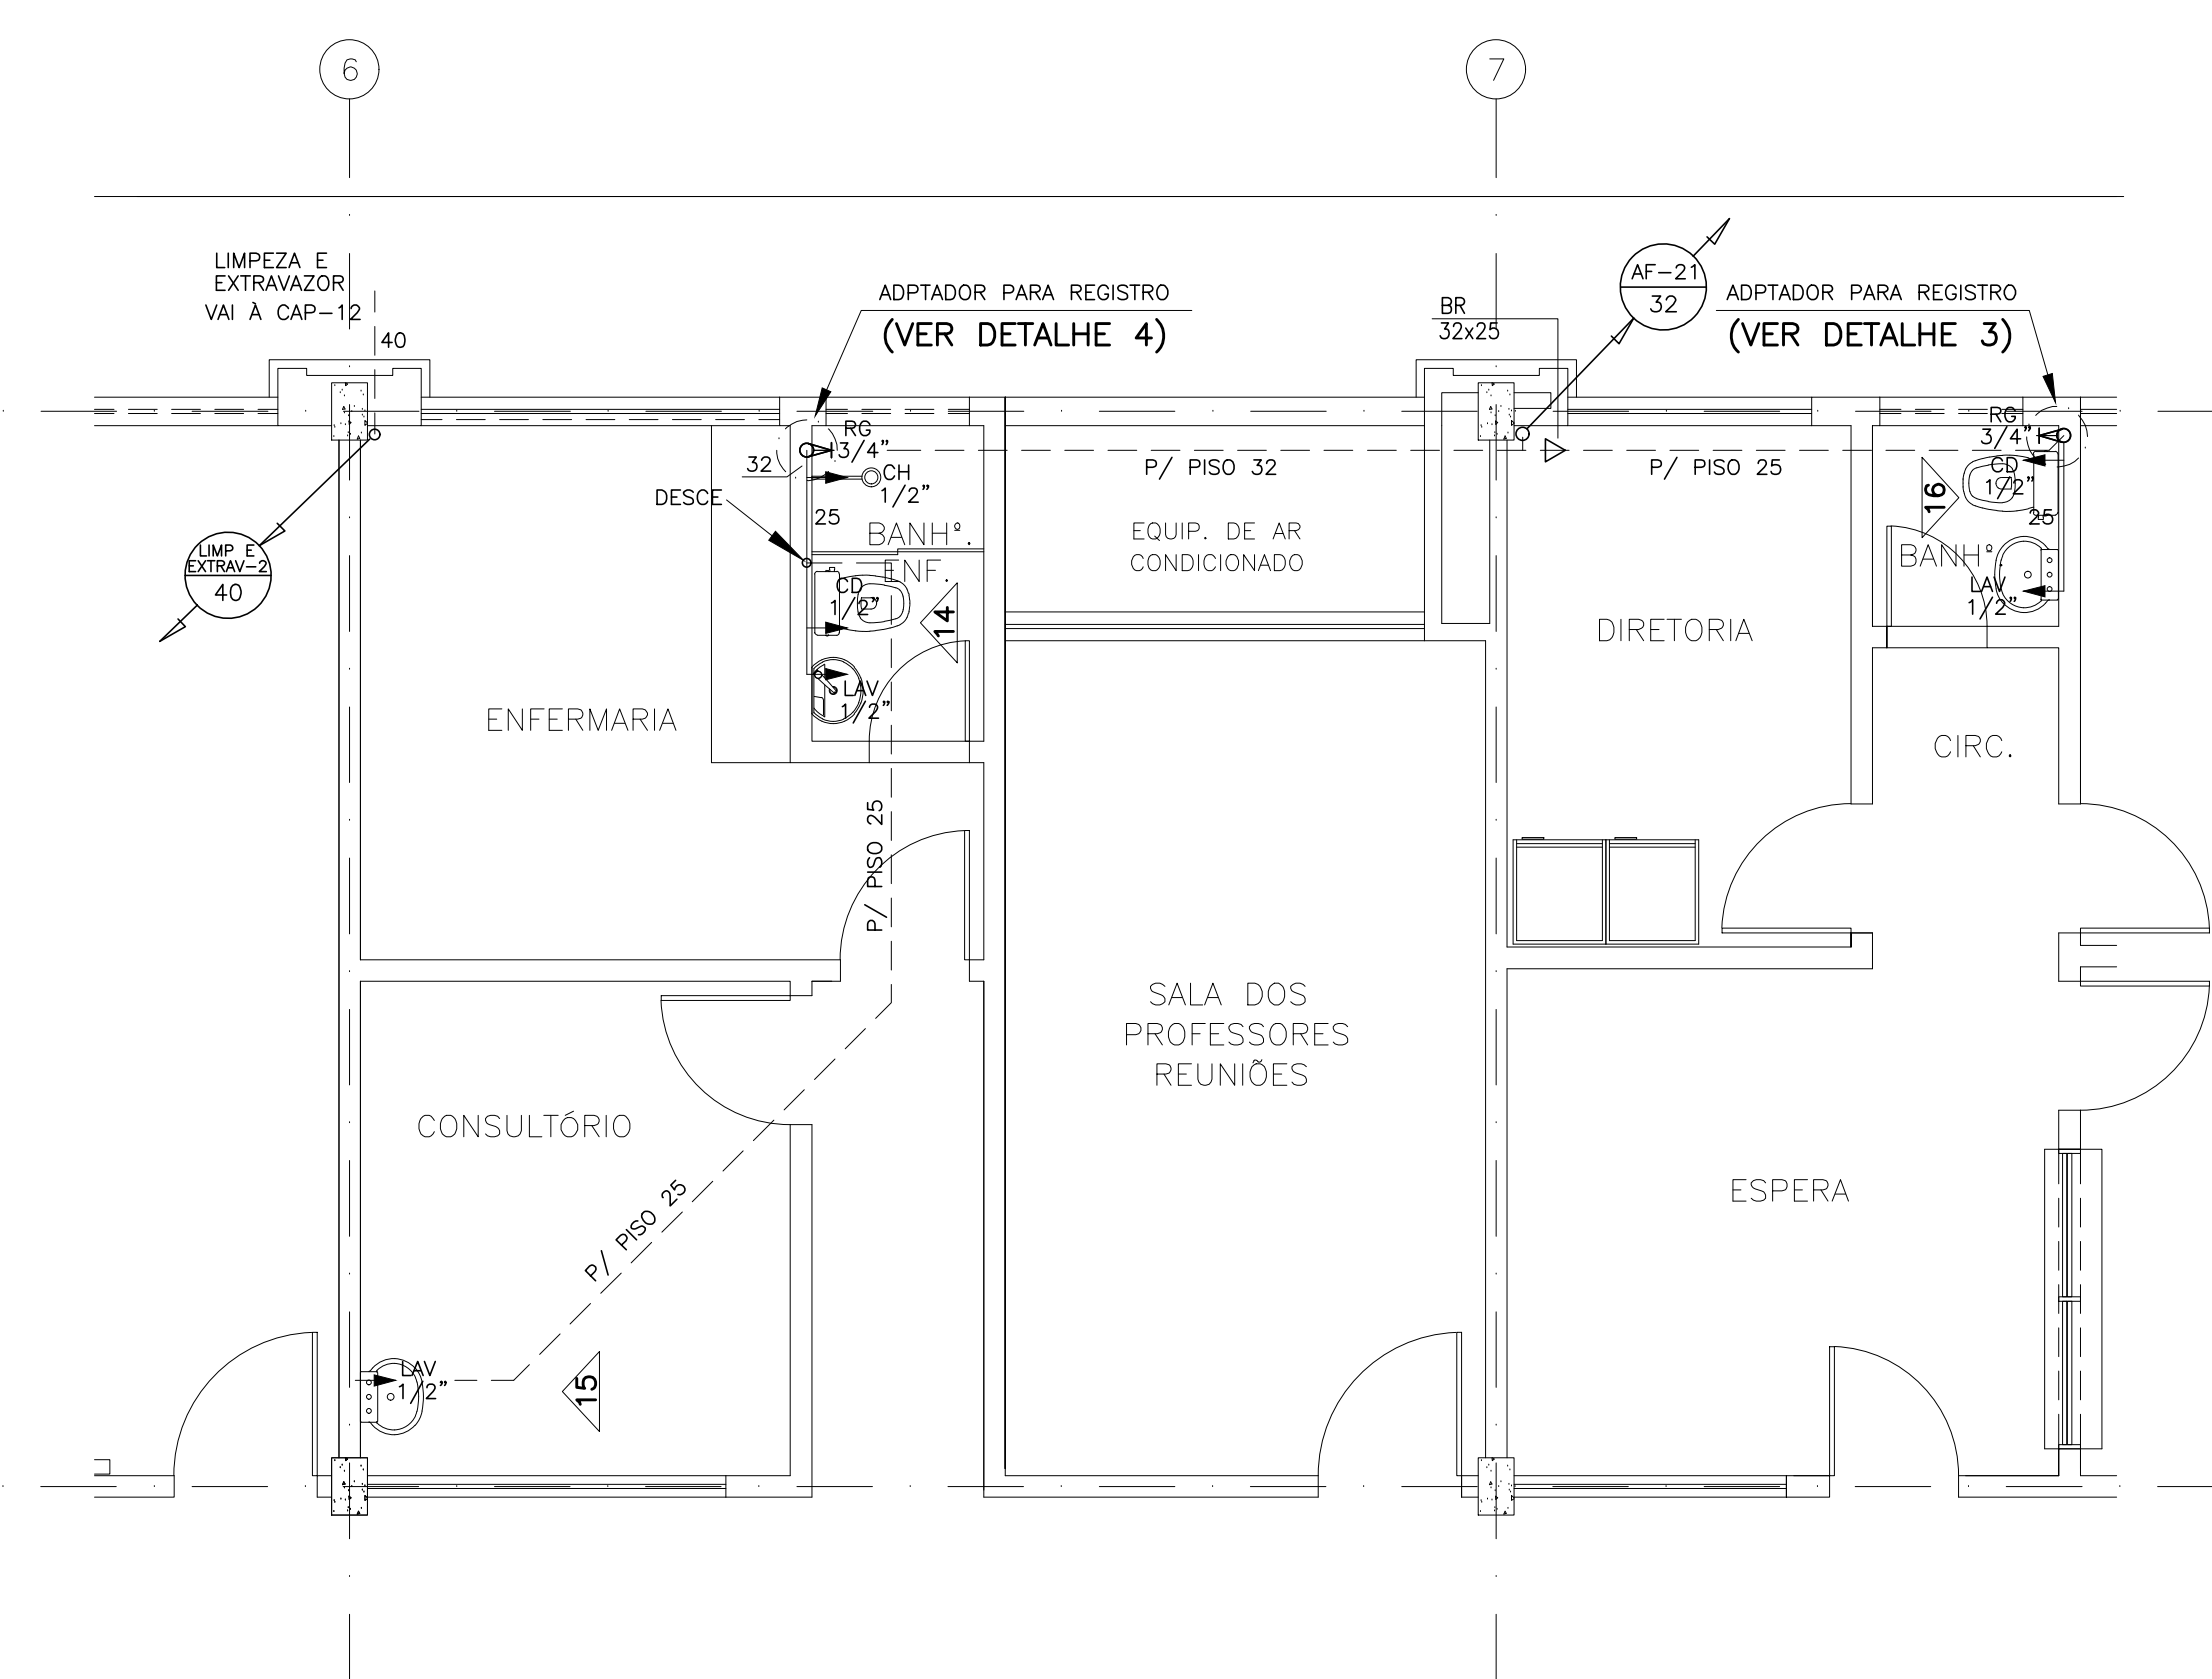 6
7
LIMPEZA E
EXTRAVAZOR
VAI À CAP-12
40
ADPTADOR PARA REGISTRO
(VER DETALHE 4)
BR
32x25
AF-21
32
ADPTADOR PARA REGISTRO
(VER DETALHE 3)
RG
3/4"
32
CH
1/2"
DESCE
25
BANHº.
ENF.
CD
1/2"
14
LAV
1/2"
P/ PISO 32
P/ PISO 25
EQUIP. DE AR
CONDICIONADO
RG
3/4"
CD
1/2"
16
25
BANHº.
LAV
1/2"
LIMP E
EXTRAV-2
40
DIRETORIA
ENFERMARIA
CIRC.
P/ PISO 25
SALA DOS
PROFESSORES
REUNIÕES
CONSULTÓRIO
ESPERA
P/ PISO 25
LAV
1/2"
15